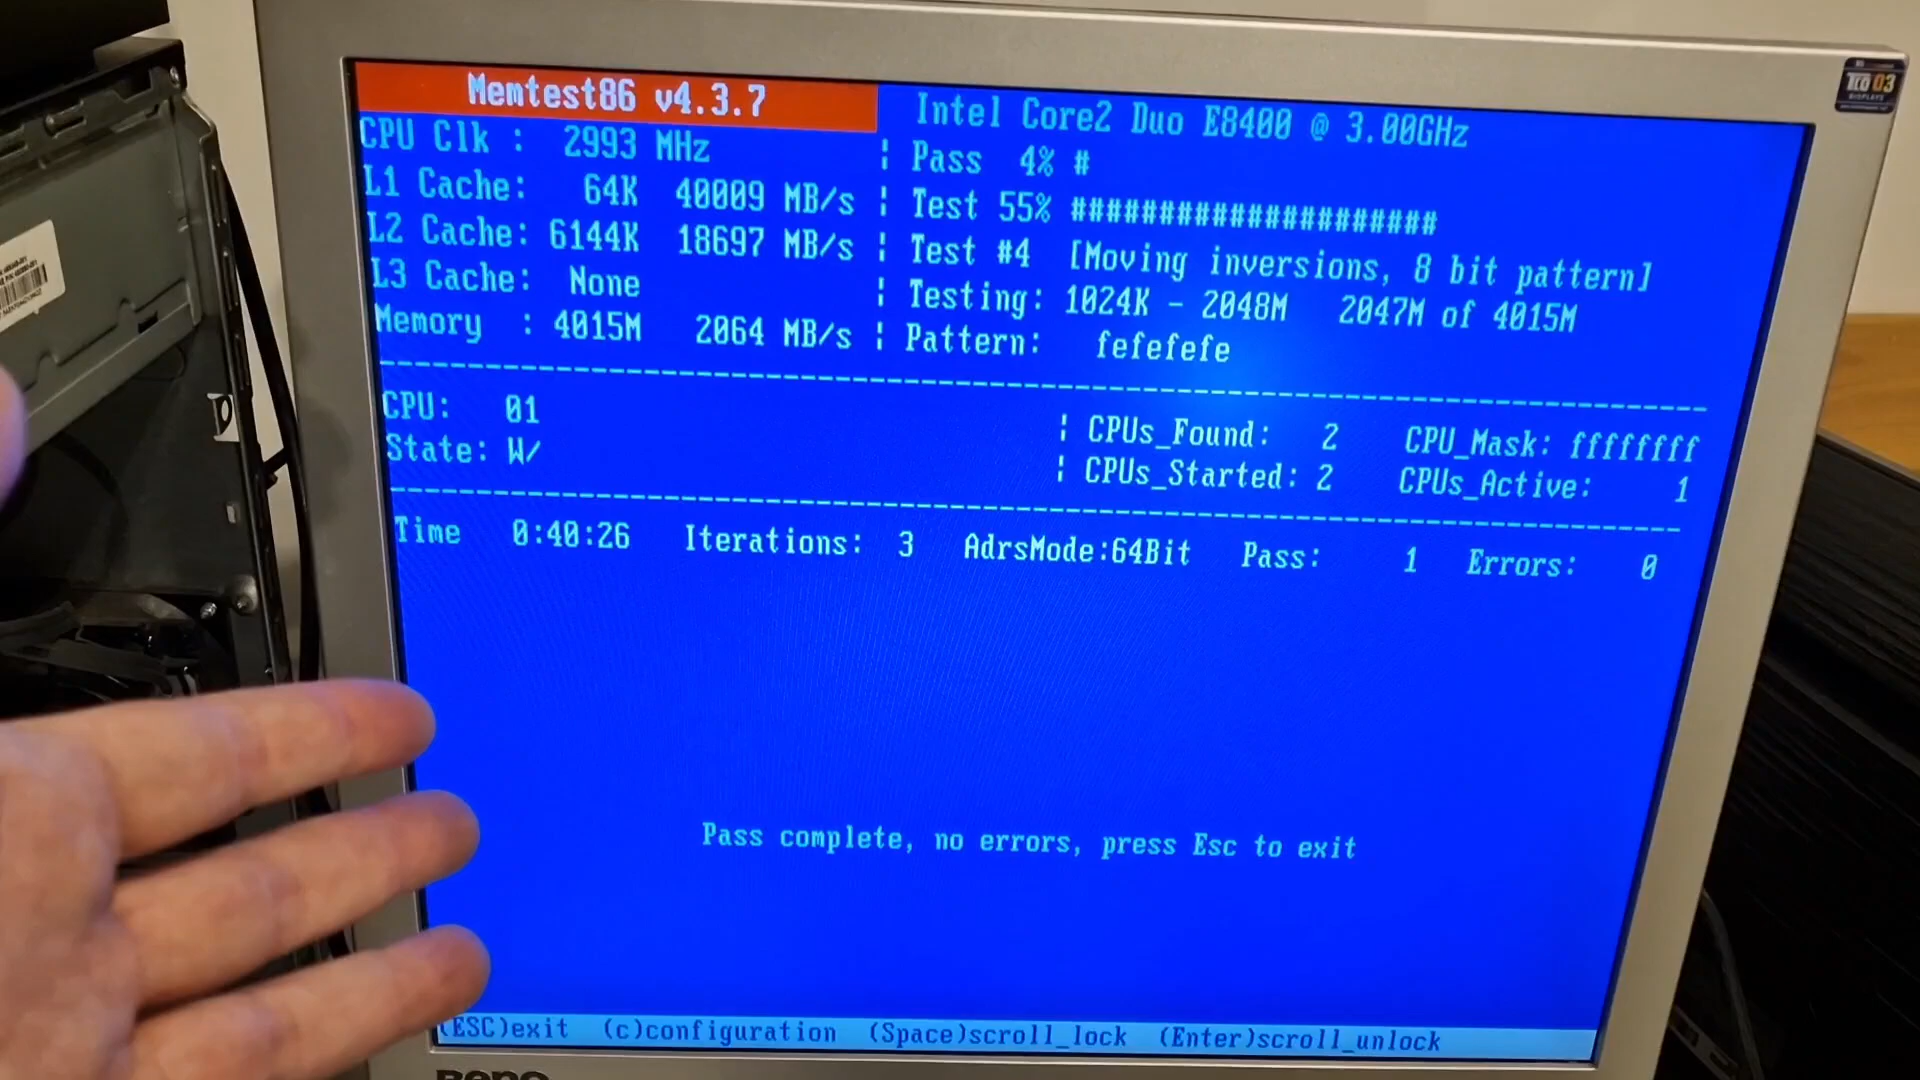 Memtest86 v4.3.7
Intel Core2 Duo E8400 @ 3.00GHz
CPU Clk : 2993 MHz | Pass 4% #
L1 Cache: 64K 40009 MB/s | Test 55% #####################
L2 Cache: 6144K 18697 MB/s | Test #4 [Moving inversions, 8 bit pattern]
L3 Cache: None | Testing: 1024K - 2048M 2047M of 4015M
Memory : 4015M 2064 MB/s | Pattern: fefefefe
CPU: 01 | CPUs_Found: 2 CPU_Mask: ffffffff
State: W/ | CPUs_Started: 2 CPUs_Active: 1
Time 0:40:26 Iterations: 3 AdrsMode:64Bit Pass: 1 Errors: 0
Pass complete, no errors, press Esc to exit
(ESC)exit (c)configuration (Space)scroll_lock (Enter)scroll_unlock
TCO 03
DISPLAYS
BenQ